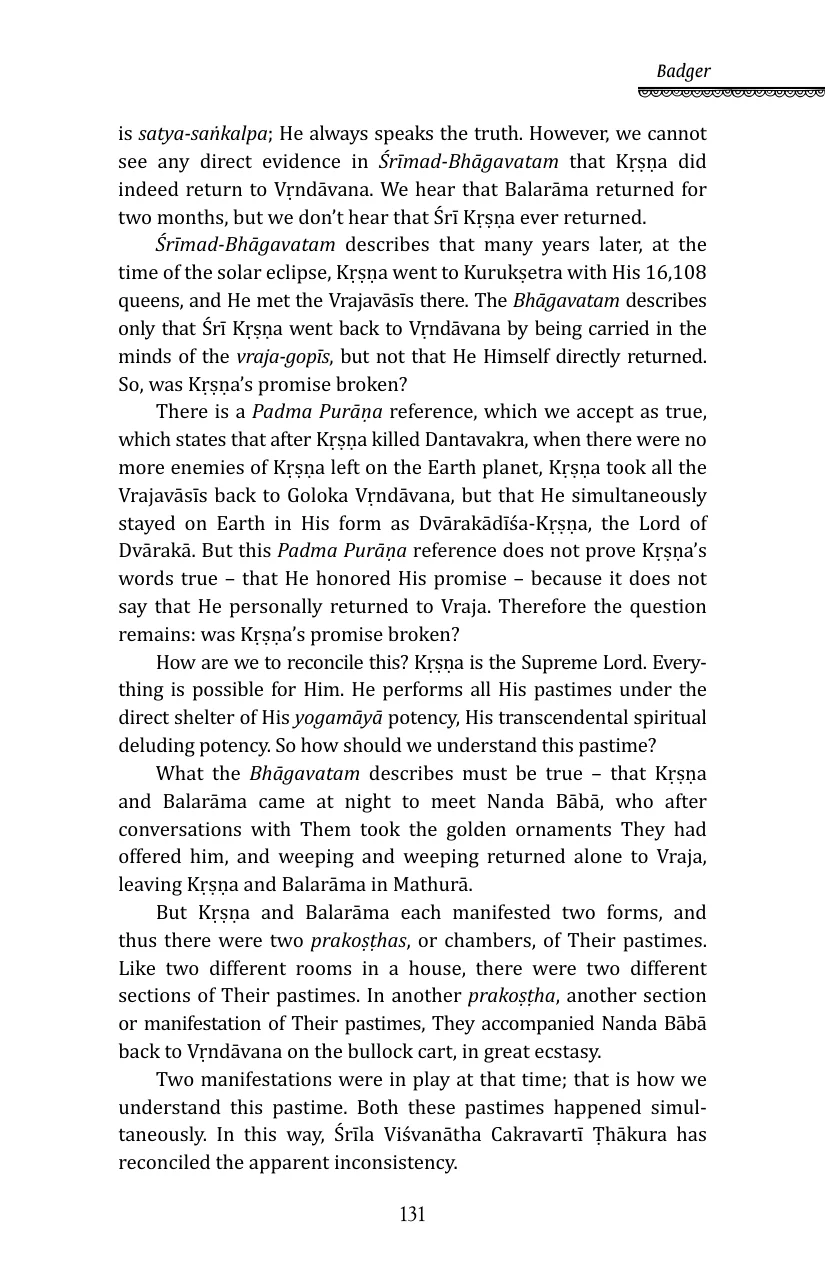 Badger
is satya-saṅkalpa; He always speaks the truth. However, we cannot
see any direct evidence in Śrīmad-Bhāgavatam that Kṛṣṇa did
indeed return to Vṛndāvana. We hear that Balarāma returned for
two months, but we don’t hear that Śrī Kṛṣṇa ever returned.
Śrīmad-Bhāgavatam describes that many years later, at the
time of the solar eclipse, Kṛṣṇa went to Kurukṣetra with His 16,108
queens, and He met the Vrajavāsīs there. The Bhāgavatam describes
only that Śrī Kṛṣṇa went back to Vṛndāvana by being carried in the
minds of the vraja-gopīs, but not that He Himself directly returned.
So, was Kṛṣṇa’s promise broken?
There is a Padma Purāṇa reference, which we accept as true,
which states that after Kṛṣṇa killed Dantavakra, when there were no
more enemies of Kṛṣṇa left on the Earth planet, Kṛṣṇa took all the
Vrajavāsīs back to Goloka Vṛndāvana, but that He simultaneously
stayed on Earth in His form as Dvārakādīśa-Kṛṣṇa, the Lord of
Dvārakā. But this Padma Purāṇa reference does not prove Kṛṣṇa’s
words true – that He honored His promise – because it does not
say that He personally returned to Vraja. Therefore the question
remains: was Kṛṣṇa’s promise broken?
How are we to reconcile this? Kṛṣṇa is the Supreme Lord. Every-
thing is possible for Him. He performs all His pastimes under the
direct shelter of His yogamāyā potency, His transcendental spiritual
deluding potency. So how should we understand this pastime?
What the Bhāgavatam describes must be true – that Kṛṣṇa
and Balarāma came at night to meet Nanda Bābā, who after
conversations with Them took the golden ornaments They had
offered him, and weeping and weeping returned alone to Vraja,
leaving Kṛṣṇa and Balarāma in Mathurā.
But Kṛṣṇa and Balarāma each manifested two forms, and
thus there were two prakoṣṭhas, or chambers, of Their pastimes.
Like two different rooms in a house, there were two different
sections of Their pastimes. In another prakoṣṭha, another section
or manifestation of Their pastimes, They accompanied Nanda Bābā
back to Vṛndāvana on the bullock cart, in great ecstasy.
Two manifestations were in play at that time; that is how we
understand this pastime. Both these pastimes happened simul-
taneously. In this way, Śrīla Viśvanātha Cakravartī Ṭhākura has
reconciled the apparent inconsistency.
131